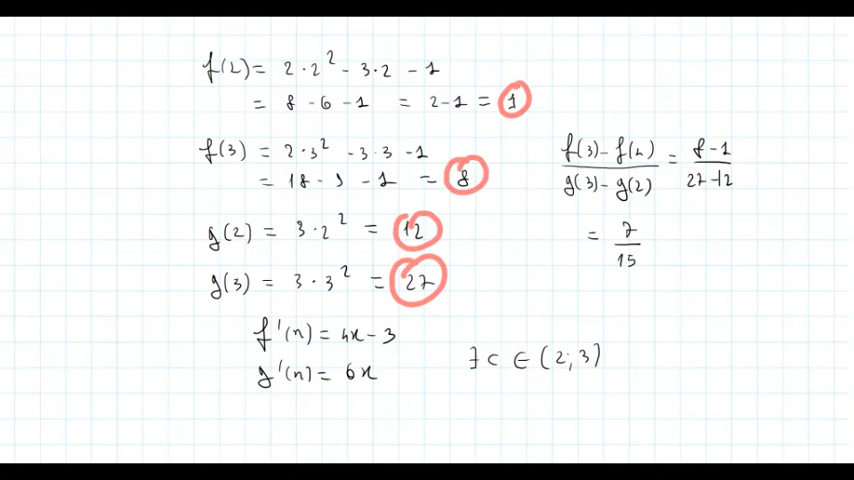 f(2) = 2 · 2² - 3 · 2 - 1
= 8 - 6 - 1 = 2 - 1 = 1
f(3) = 2 · 3² - 3 · 3 - 1
= 18 - 9 - 1 = 8
g(2) = 3 · 2² = 12
g(3) = 3 · 3² = 27
f'(x) = 4x - 3
g'(x) = 6x
(f(3) - f(2))/(g(3) - g(2)) = (8 - 1)/(27 - 12)
= 7/15
∃ c ∈ (2; 3)